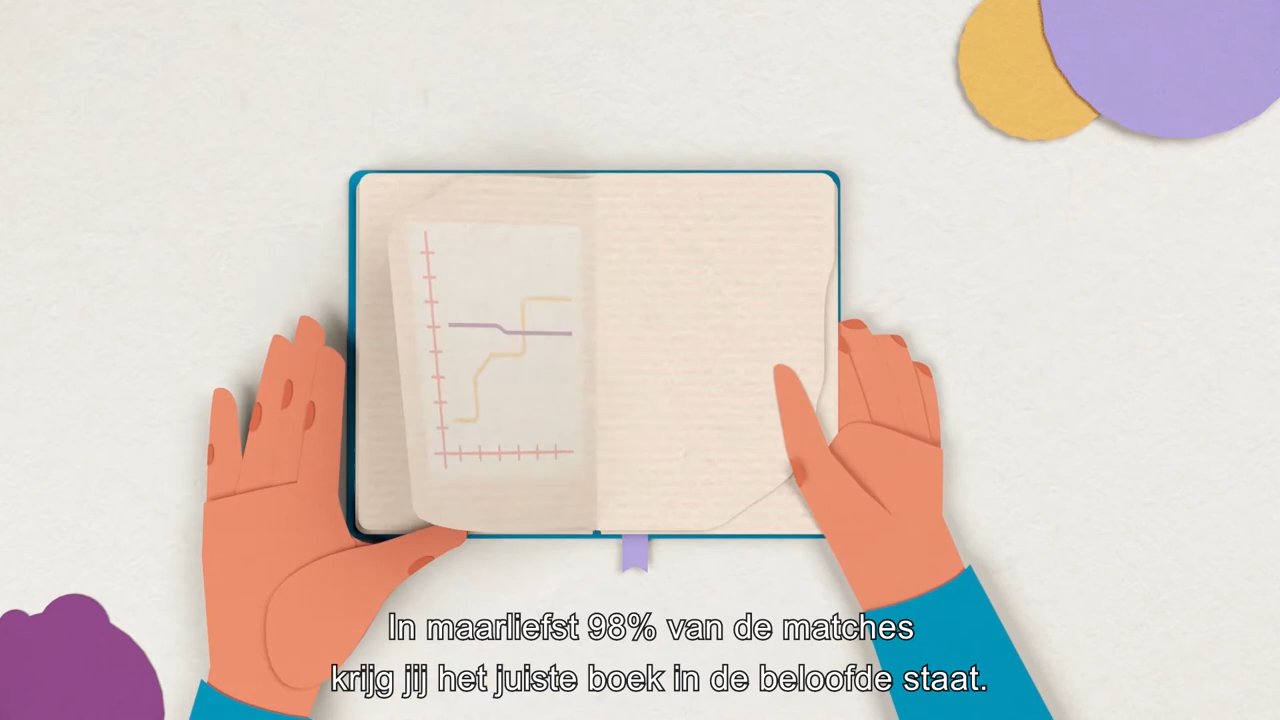 In maarliefst 98% van de matches
krijg jij het juiste boek in de beloofde staat.